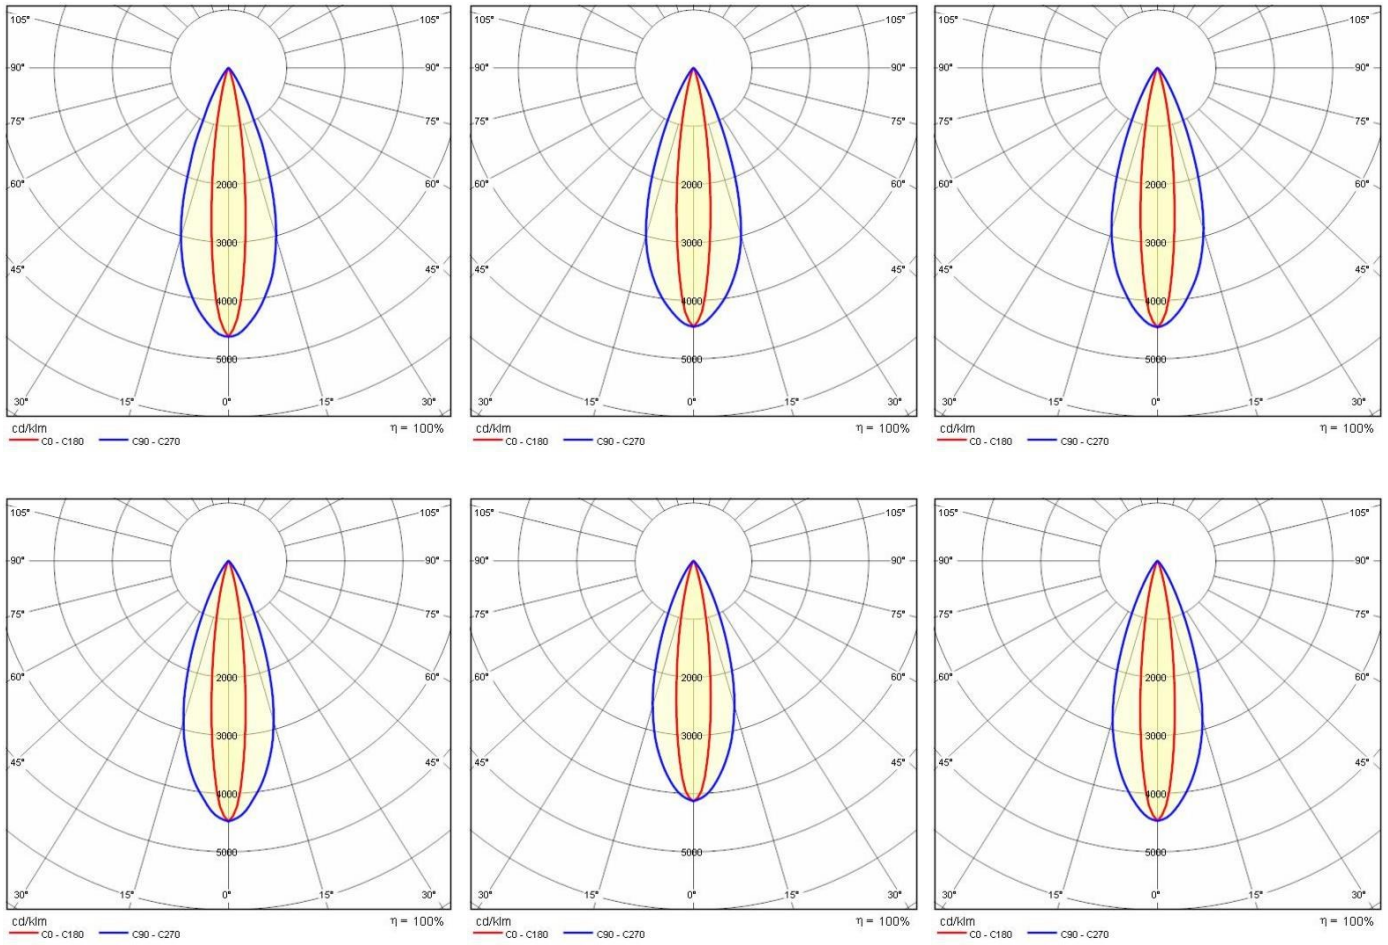 105° 105° 105° 105° 105° 105°
90° 90° 90° 90° 90° 90°
75° 75° 75° 75° 75° 75°
60° 2000 60° 60° 2000 60° 60° 2000 60°
45° 3000 45° 45° 3000 45° 45° 3000 45°
4000 4000 4000
5000 5000 5000
30° 15° 0° 15° 30° 30° 15° 0° 15° 30° 30° 15° 0° 15° 30°
cd/klm η = 100% cd/klm η = 100% cd/klm η = 100%
C0 - C180 C90 - C270 C0 - C180 C90 - C270 C0 - C180 C90 - C270
105° 105° 105° 105° 105° 105°
90° 90° 90° 90° 90° 90°
75° 75° 75° 75° 75° 75°
60° 2000 60° 60° 2000 60° 60° 2000 60°
45° 3000 45° 45° 3000 45° 45° 3000 45°
4000 4000 4000
5000 5000 5000
30° 15° 0° 15° 30° 30° 15° 0° 15° 30° 30° 15° 0° 15° 30°
cd/klm η = 100% cd/klm η = 100% cd/klm η = 100%
C0 - C180 C90 - C270 C0 - C180 C90 - C270 C0 - C180 C90 - C270